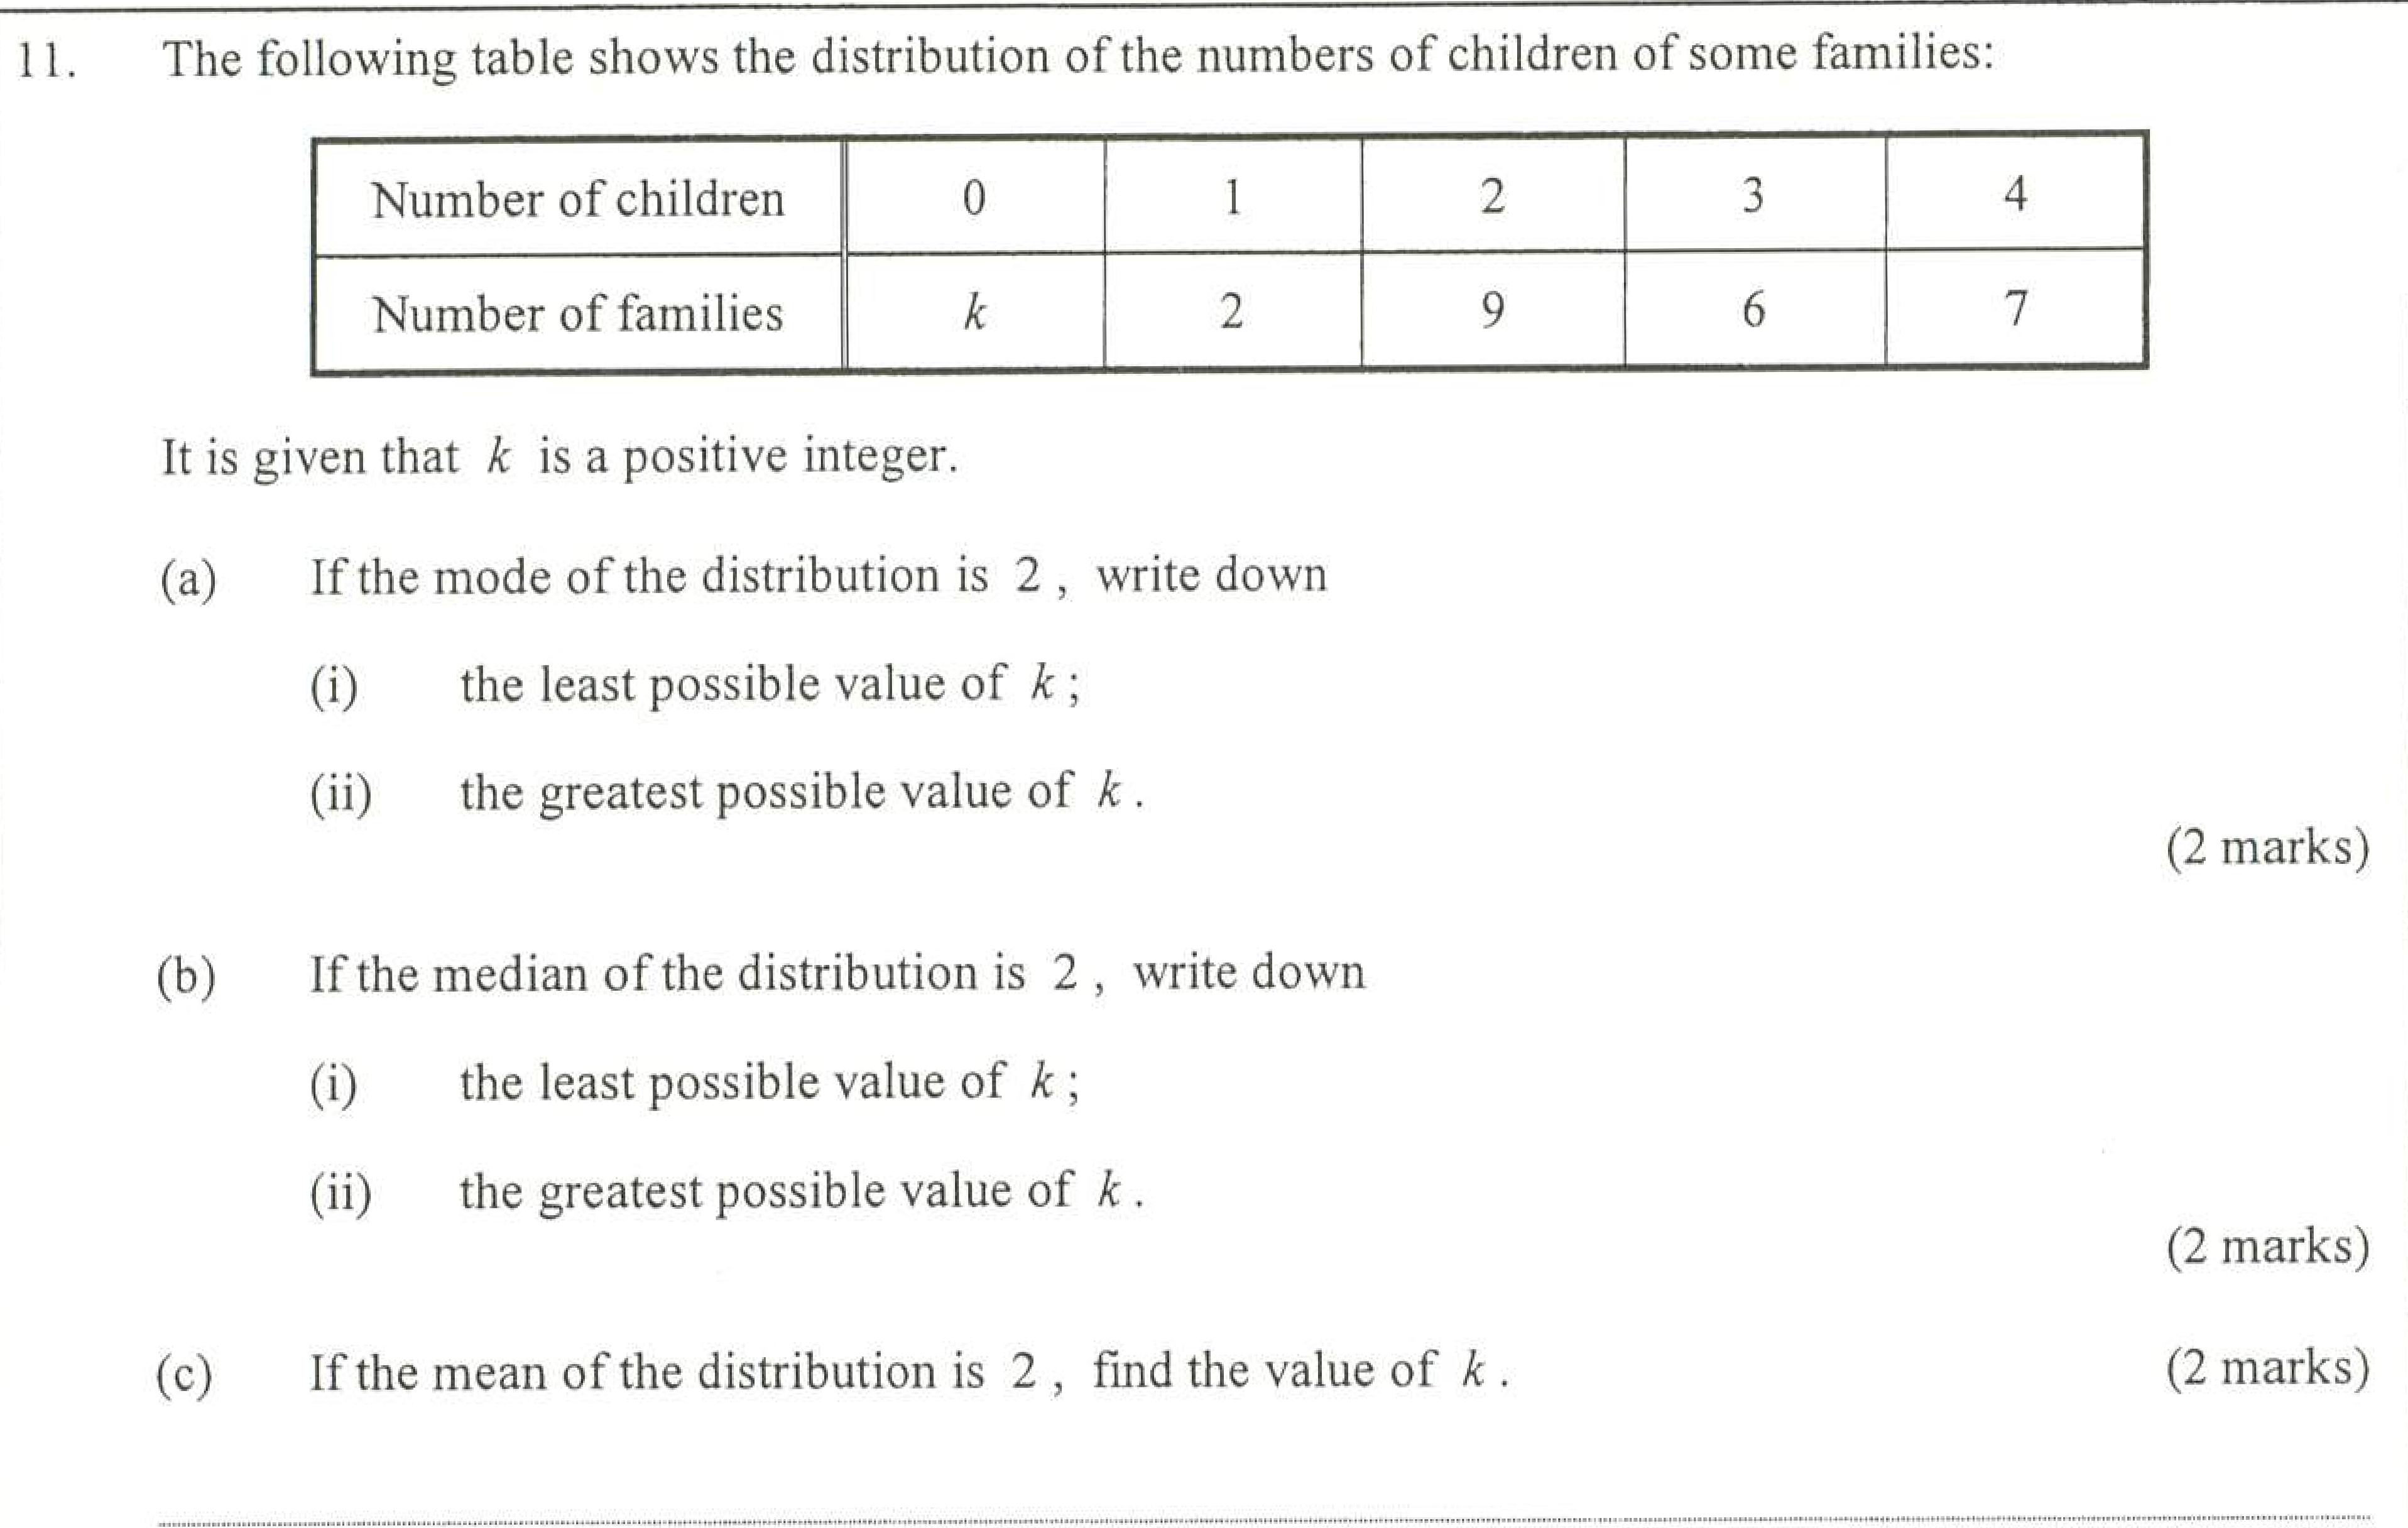 11. The following table shows the distribution of the numbers of children of some families:
Number of children 0 1 2 3 4
Number of families k 2 9 6 7
It is given that k is a positive integer.
(a) If the mode of the distribution is 2 , write down
(i) the least possible value of k ;
(ii) the greatest possible value of k .
(2 marks)
(b) If the median of the distribution is 2 , write down
(i) the least possible value of k ;
(ii) the greatest possible value of k .
(2 marks)
(c) If the mean of the distribution is 2 , find the value of k . (2 marks)